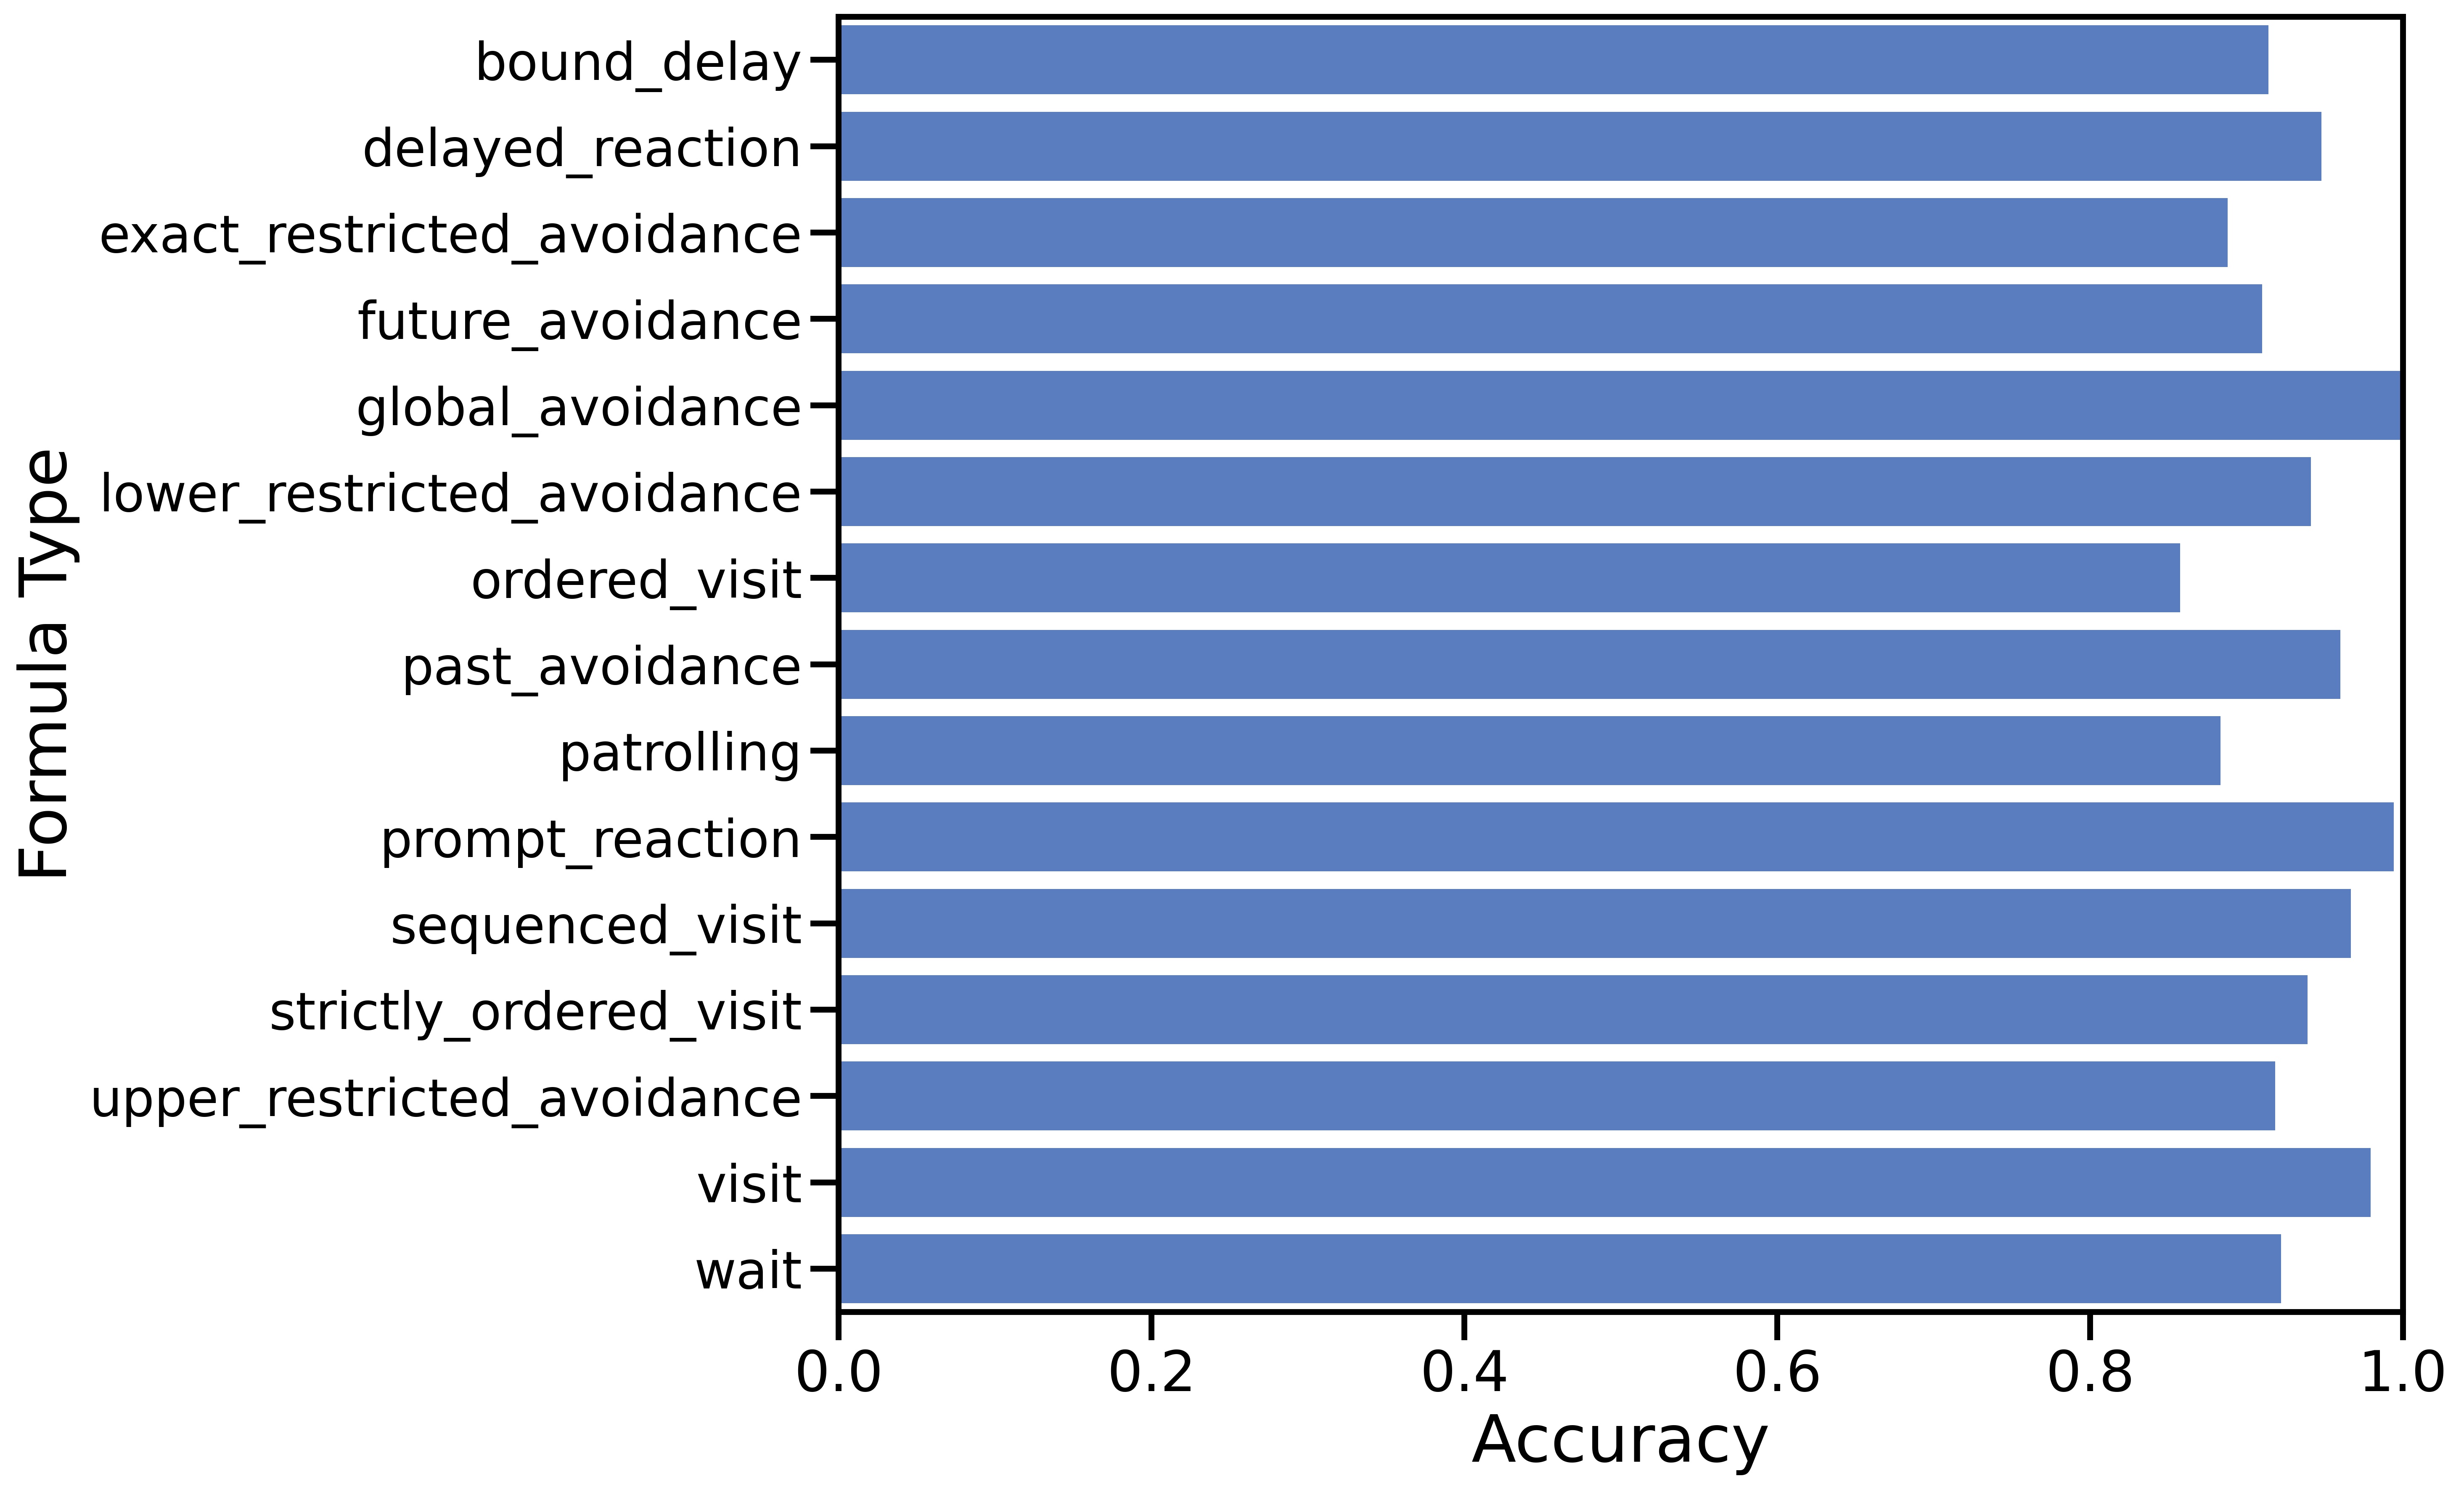 bound_delay
delayed_reaction
exact_restricted_avoidance
future_avoidance
global_avoidance
lower_restricted_avoidance
ordered_visit
past_avoidance
patrolling
prompt_reaction
sequenced_visit
strictly_ordered_visit
upper_restricted_avoidance
visit
wait
Formula Type
0.0 0.2 0.4 0.6 0.8 1.0
Accuracy